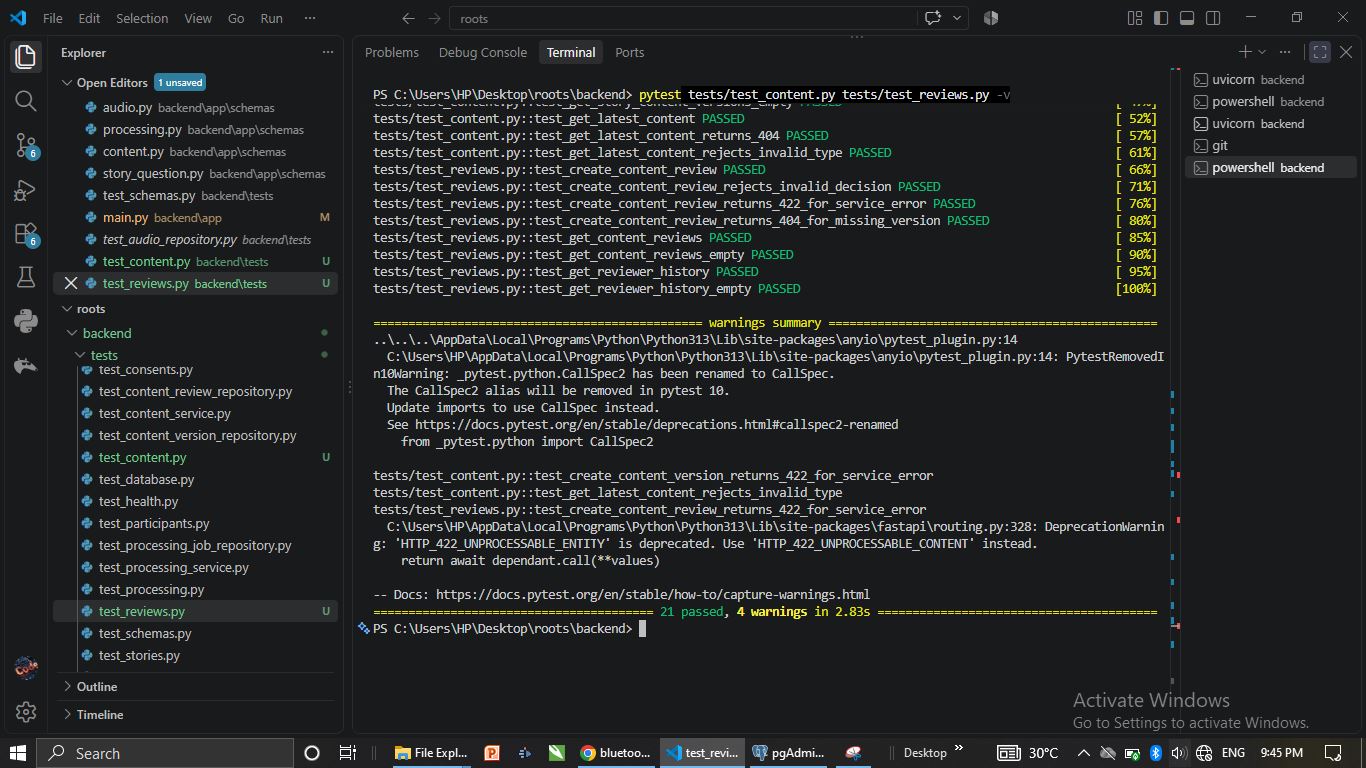 File Edit Selection View Go Run ···
roots
Explorer ···
Open Editors 1 unsaved
audio.py backend\app\schemas
processing.py backend\app\schemas
content.py backend\app\schemas
story_question.py backend\app\schemas
test_schemas.py backend\tests
main.py backend\app M
test_audio_repository.py backend\tests
test_content.py backend\tests U
test_reviews.py backend\tests U
roots
backend
tests
test_consents.py
test_content_review_repository.py
test_content_service.py
test_content_version_repository.py
test_content.py U
test_database.py
test_health.py
test_participants.py
test_processing_job_repository.py
test_processing_service.py
test_processing.py
test_reviews.py U
test_schemas.py
test_stories.py
Outline
Timeline
6
6
Problems Debug Console Terminal Ports
PS C:\Users\HP\Desktop\roots\backend> pytest tests/test_content.py tests/test_reviews.py -v
tests/test_content.py::test_get_latest_content PASSED [ 52%]
tests/test_content.py::test_get_latest_content_returns_404 PASSED [ 57%]
tests/test_content.py::test_get_latest_content_rejects_invalid_type PASSED [ 61%]
tests/test_reviews.py::test_create_content_review PASSED [ 66%]
tests/test_reviews.py::test_create_content_review_rejects_invalid_decision PASSED [ 71%]
tests/test_reviews.py::test_create_content_review_returns_422_for_service_error PASSED [ 76%]
tests/test_reviews.py::test_create_content_review_returns_404_for_missing_version PASSED [ 80%]
tests/test_reviews.py::test_get_content_reviews PASSED [ 85%]
tests/test_reviews.py::test_get_content_reviews_empty PASSED [ 90%]
tests/test_reviews.py::test_get_reviewer_history PASSED [ 95%]
tests/test_reviews.py::test_get_reviewer_history_empty PASSED [100%]
=============================================== warnings summary ===============================================
..\..\..\AppData\Local\Programs\Python\Python313\Lib\site-packages\anyio\pytest_plugin.py:14
C:\Users\HP\AppData\Local\Programs\Python\Python313\Lib\site-packages\anyio\pytest_plugin.py:14: PytestRemovedI
n10Warning: _pytest.python.CallSpec2 has been renamed to CallSpec.
The CallSpec2 alias will be removed in pytest 10.
Update imports to use CallSpec instead.
See https://docs.pytest.org/en/stable/deprecations.html#callspec2-renamed
from _pytest.python import CallSpec2
tests/test_content.py::test_create_content_version_returns_422_for_service_error
tests/test_content.py::test_get_latest_content_rejects_invalid_type
tests/test_reviews.py::test_create_content_review_returns_422_for_service_error
C:\Users\HP\AppData\Local\Programs\Python\Python313\Lib\site-packages\fastapi\routing.py:328: DeprecationWarnin
g: 'HTTP_422_UNPROCESSABLE_ENTITY' is deprecated. Use 'HTTP_422_UNPROCESSABLE_CONTENT' instead.
return await dependant.call(**values)
-- Docs: https://docs.pytest.org/en/stable/how-to/capture-warnings.html
======================================== 21 passed, 4 warnings in 2.83s ========================================
PS C:\Users\HP\Desktop\roots\backend>
uvicorn backend
powershell backend
uvicorn backend
git
powershell backend
Activate Windows
Go to Settings to activate Windows.
Search
File Expl...
bluetoo...
test_revi...
pgAdmi...
Desktop
30°C
ENG
9:45 PM